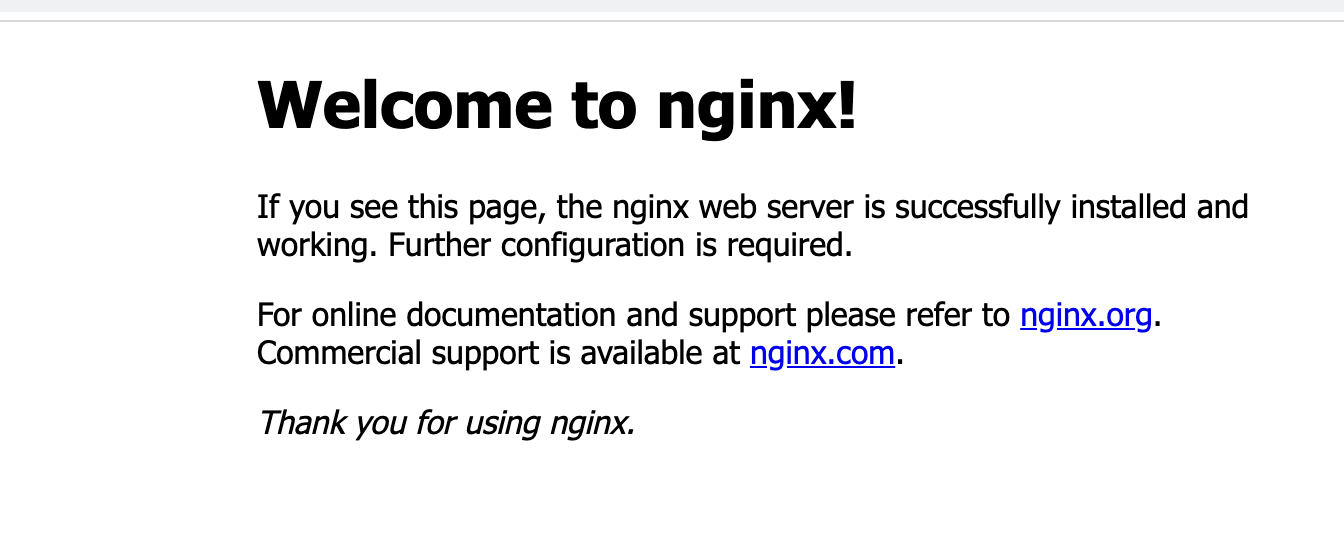 Welcome to nginx!
If you see this page, the nginx web server is successfully installed and
working. Further configuration is required.
For online documentation and support please refer to nginx.org.
Commercial support is available at nginx.com.
Thank you for using nginx.